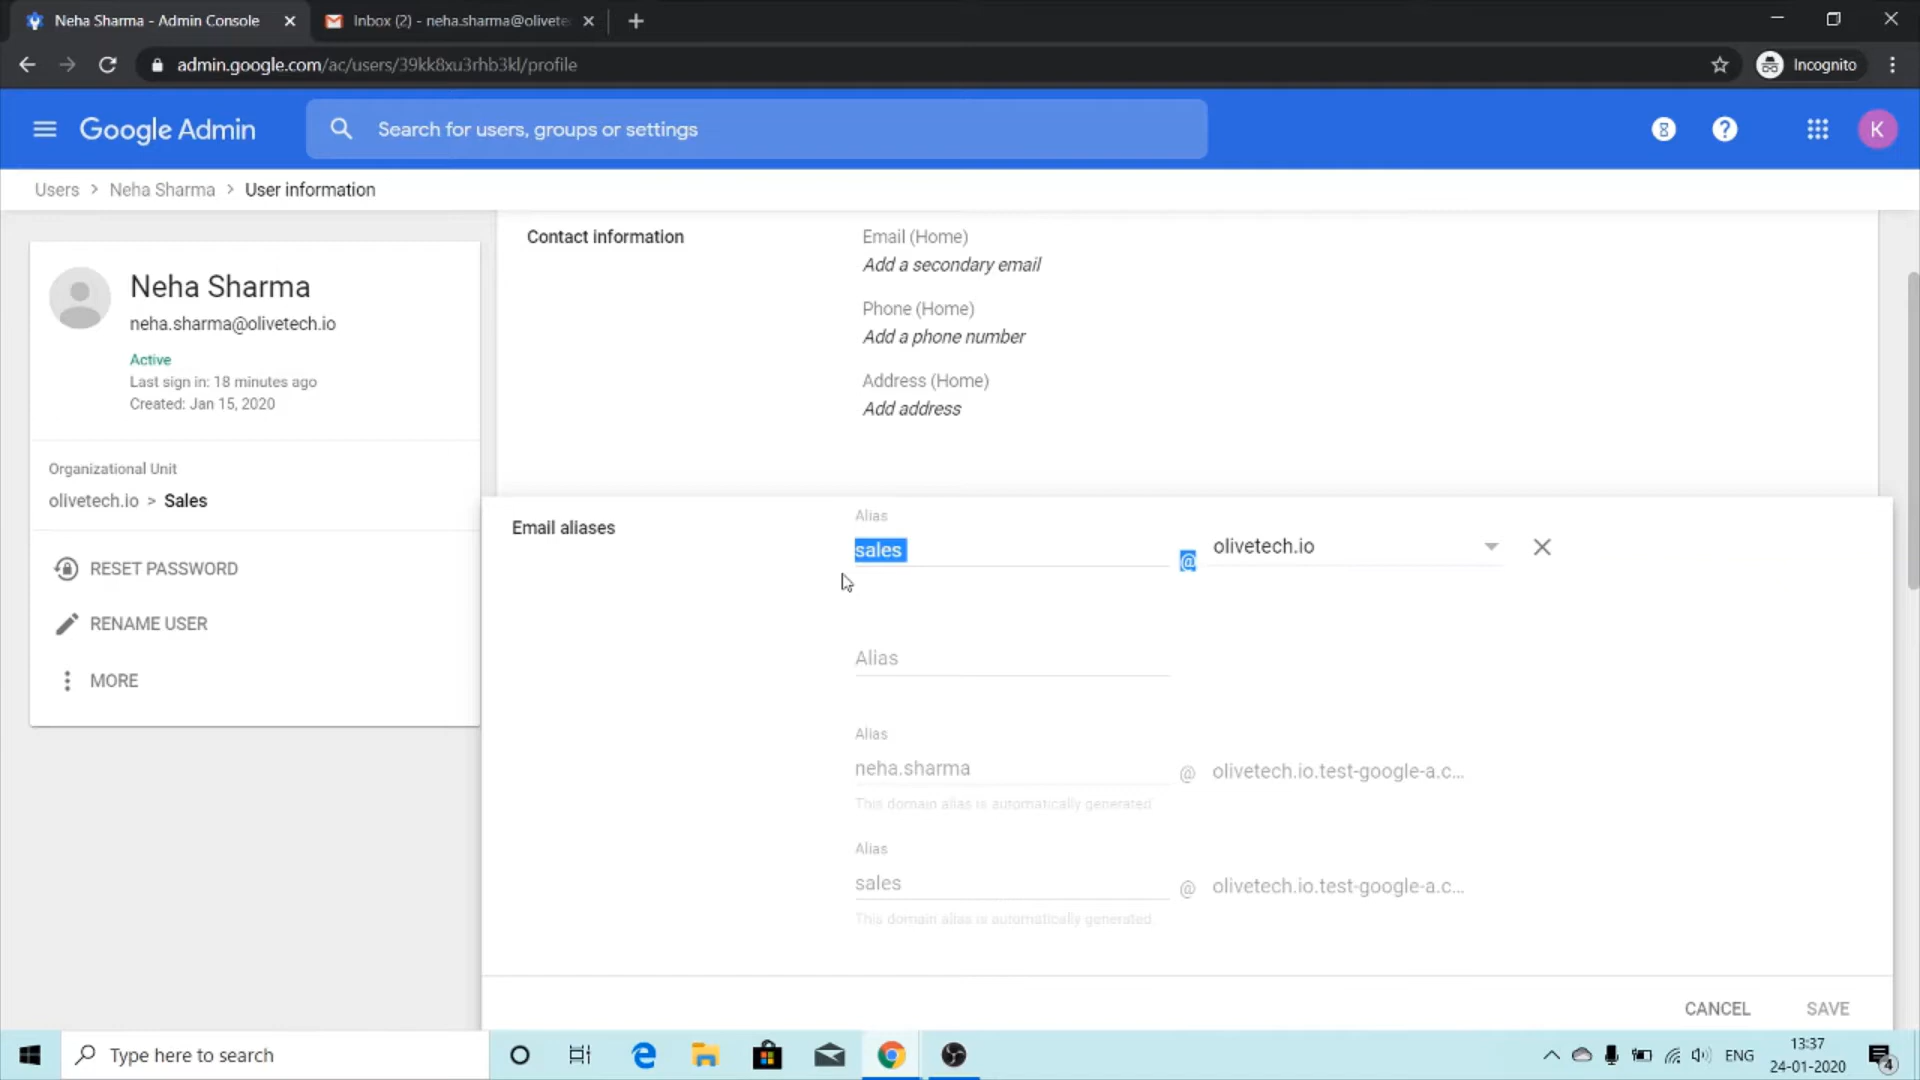 Neha Sharma - Admin Console
Inbox (2) - neha.sharma@olivete
admin.google.com/ac/users/39kk8xu3rhb3kl/profile
Incognito
Google Admin
Search for users, groups or settings
K
Users > Neha Sharma > User information
Contact information
Email (Home)
Add a secondary email
Phone (Home)
Add a phone number
Address (Home)
Add address
Neha Sharma
neha.sharma@olivetech.io
Active
Last sign in: 18 minutes ago
Created: Jan 15, 2020
Organizational Unit
olivetech.io > Sales
RESET PASSWORD
RENAME USER
MORE
Email aliases
Alias
sales @ olivetech.io
Alias
Alias
neha.sharma @ olivetech.io.test-google-a.c...
This domain alias is automatically generated.
Alias
sales @ olivetech.io.test-google-a.c...
This domain alias is automatically generated.
CANCEL SAVE
Type here to search
ENG
13:37
24-01-2020
4